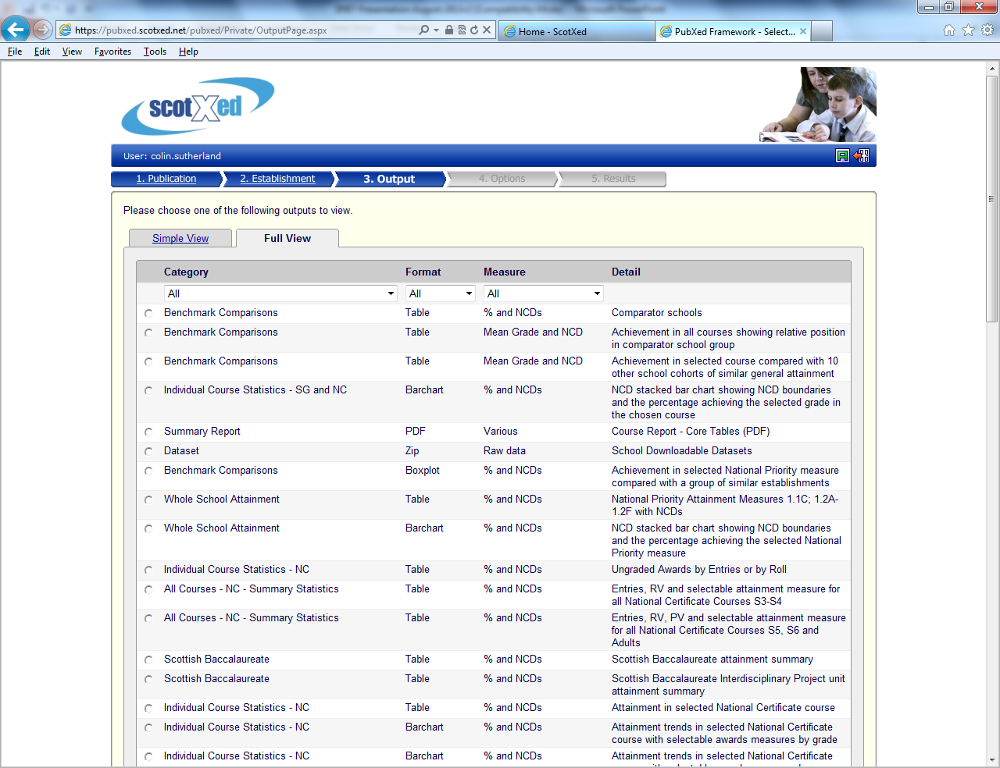 https://pubxed.scotxed.net/pubxed/Private/OutputPage.aspx
Home - ScotXed
PubXed Framework - Select...
File Edit View Favorites Tools Help
scotXed
User: colin.sutherland
1. Publication
2. Establishment
3. Output
4. Options
5. Results
Please choose one of the following outputs to view.
Simple View
Full View
Category Format Measure Detail
All All All
Benchmark Comparisons Table % and NCDs Comparator schools
Benchmark Comparisons Table Mean Grade and NCD Achievement in all courses showing relative position
in comparator school group
Benchmark Comparisons Table Mean Grade and NCD Achievement in selected course compared with 10
other school cohorts of similar general attainment
Individual Course Statistics - SG and NC Barchart % and NCDs NCD stacked bar chart showing NCD boundaries
and the percentage achieving the selected grade in
the chosen course
Summary Report PDF Various Course Report - Core Tables (PDF)
Dataset Zip Raw data School Downloadable Datasets
Benchmark Comparisons Boxplot % and NCDs Achievement in selected National Priority measure
compared with a group of similar establishments
Whole School Attainment Table % and NCDs National Priority Attainment Measures 1.1C; 1.2A-
1.2F with NCDs
Whole School Attainment Barchart % and NCDs NCD stacked bar chart showing NCD boundaries
and the percentage achieving the selected National
Priority measure
Individual Course Statistics - NC Table % and NCDs Ungraded Awards by Entries or by Roll
All Courses - NC - Summary Statistics Table % and NCDs Entries, RV and selectable attainment measure for
all National Certificate Courses S3-S4
All Courses - NC - Summary Statistics Table % and NCDs Entries, RV, PV and selectable attainment measure
for all National Certificate Courses S5, S6 and
Adults
Scottish Baccalaureate Table % and NCDs Scottish Baccalaureate attainment summary
Scottish Baccalaureate Table % and NCDs Scottish Baccalaureate Interdisciplinary Project unit
attainment summary
Individual Course Statistics - NC Table % and NCDs Attainment in selected National Certificate course
Individual Course Statistics - NC Barchart % and NCDs Attainment trends in selected National Certificate
course with selectable awards measures by grade
Individual Course Statistics - NC Barchart % and NCDs Attainment trends in selected National Certificate